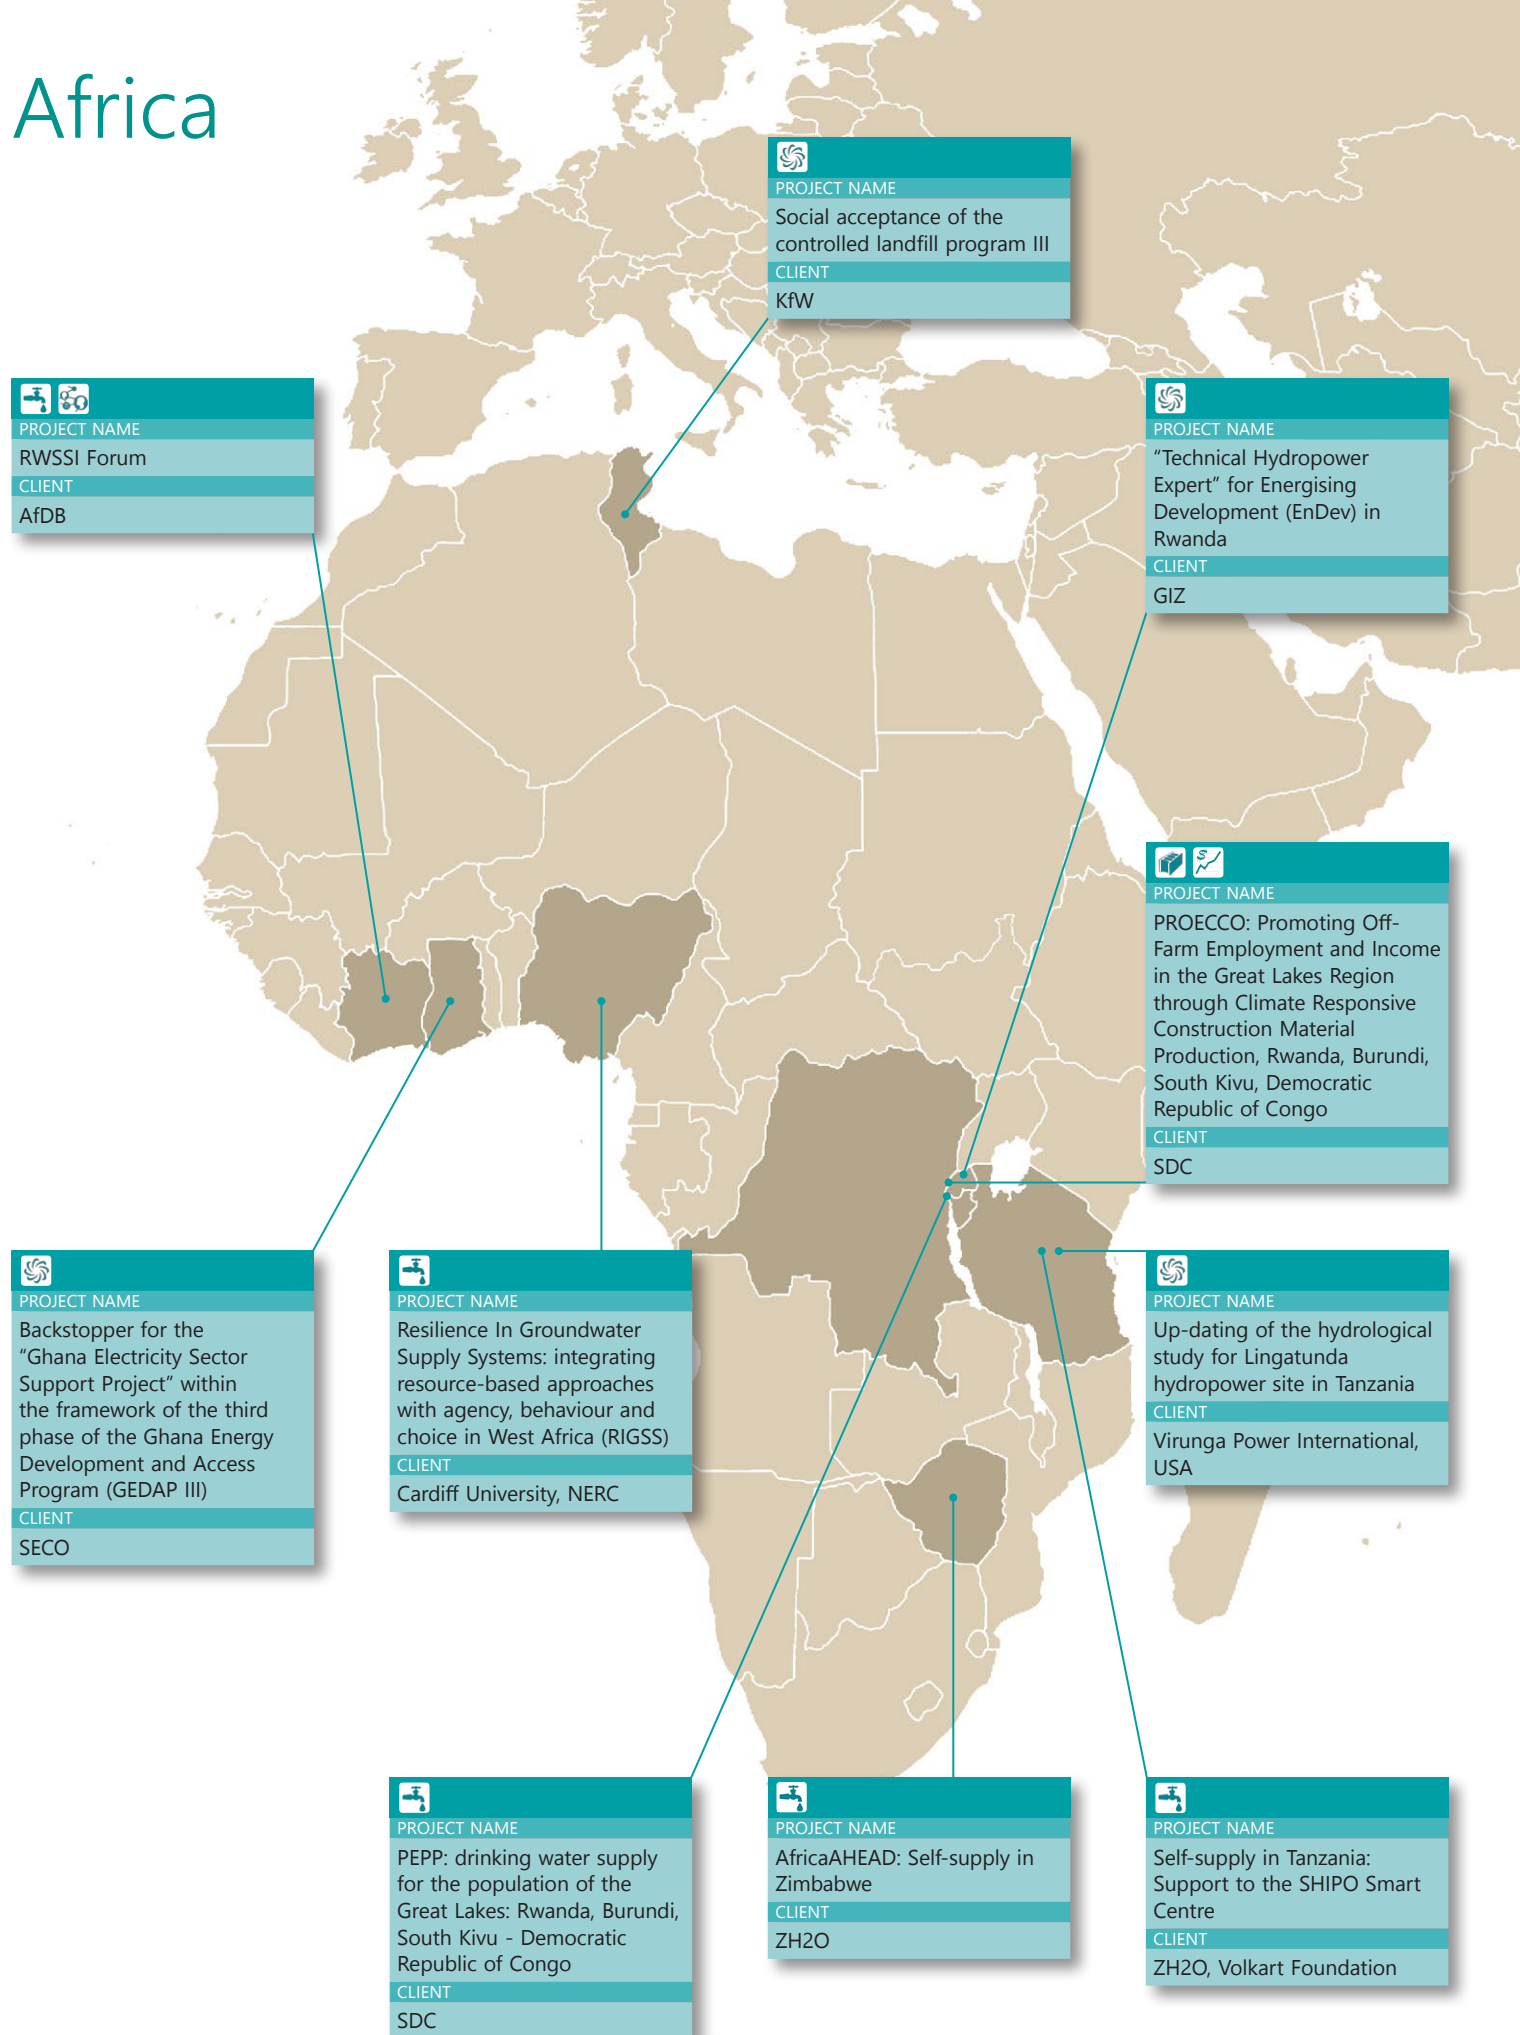 Africa
PROJECT NAME
Social acceptance of the
controlled landfill program III
CLIENT
KfW
PROJECT NAME
RWSSI Forum
CLIENT
AfDB
PROJECT NAME
“Technical Hydropower
Expert” for Energising
Development (EnDev) in
Rwanda
CLIENT
GIZ
PROJECT NAME
PROECCO: Promoting Off-
Farm Employment and Income
in the Great Lakes Region
through Climate Responsive
Construction Material
Production, Rwanda, Burundi,
South Kivu, Democratic
Republic of Congo
CLIENT
SDC
PROJECT NAME
Backstopper for the
“Ghana Electricity Sector
Support Project” within
the framework of the third
phase of the Ghana Energy
Development and Access
Program (GEDAP III)
CLIENT
SECO
PROJECT NAME
Resilience In Groundwater
Supply Systems: integrating
resource-based approaches
with agency, behaviour and
choice in West Africa (RIGSS)
CLIENT
Cardiff University, NERC
PROJECT NAME
Up-dating of the hydrological
study for Lingatunda
hydropower site in Tanzania
CLIENT
Virunga Power International,
USA
PROJECT NAME
PEPP: drinking water supply
for the population of the
Great Lakes: Rwanda, Burundi,
South Kivu - Democratic
Republic of Congo
CLIENT
SDC
PROJECT NAME
AfricaAHEAD: Self-supply in
Zimbabwe
CLIENT
ZH2O
PROJECT NAME
Self-supply in Tanzania:
Support to the SHIPO Smart
Centre
CLIENT
ZH2O, Volkart Foundation